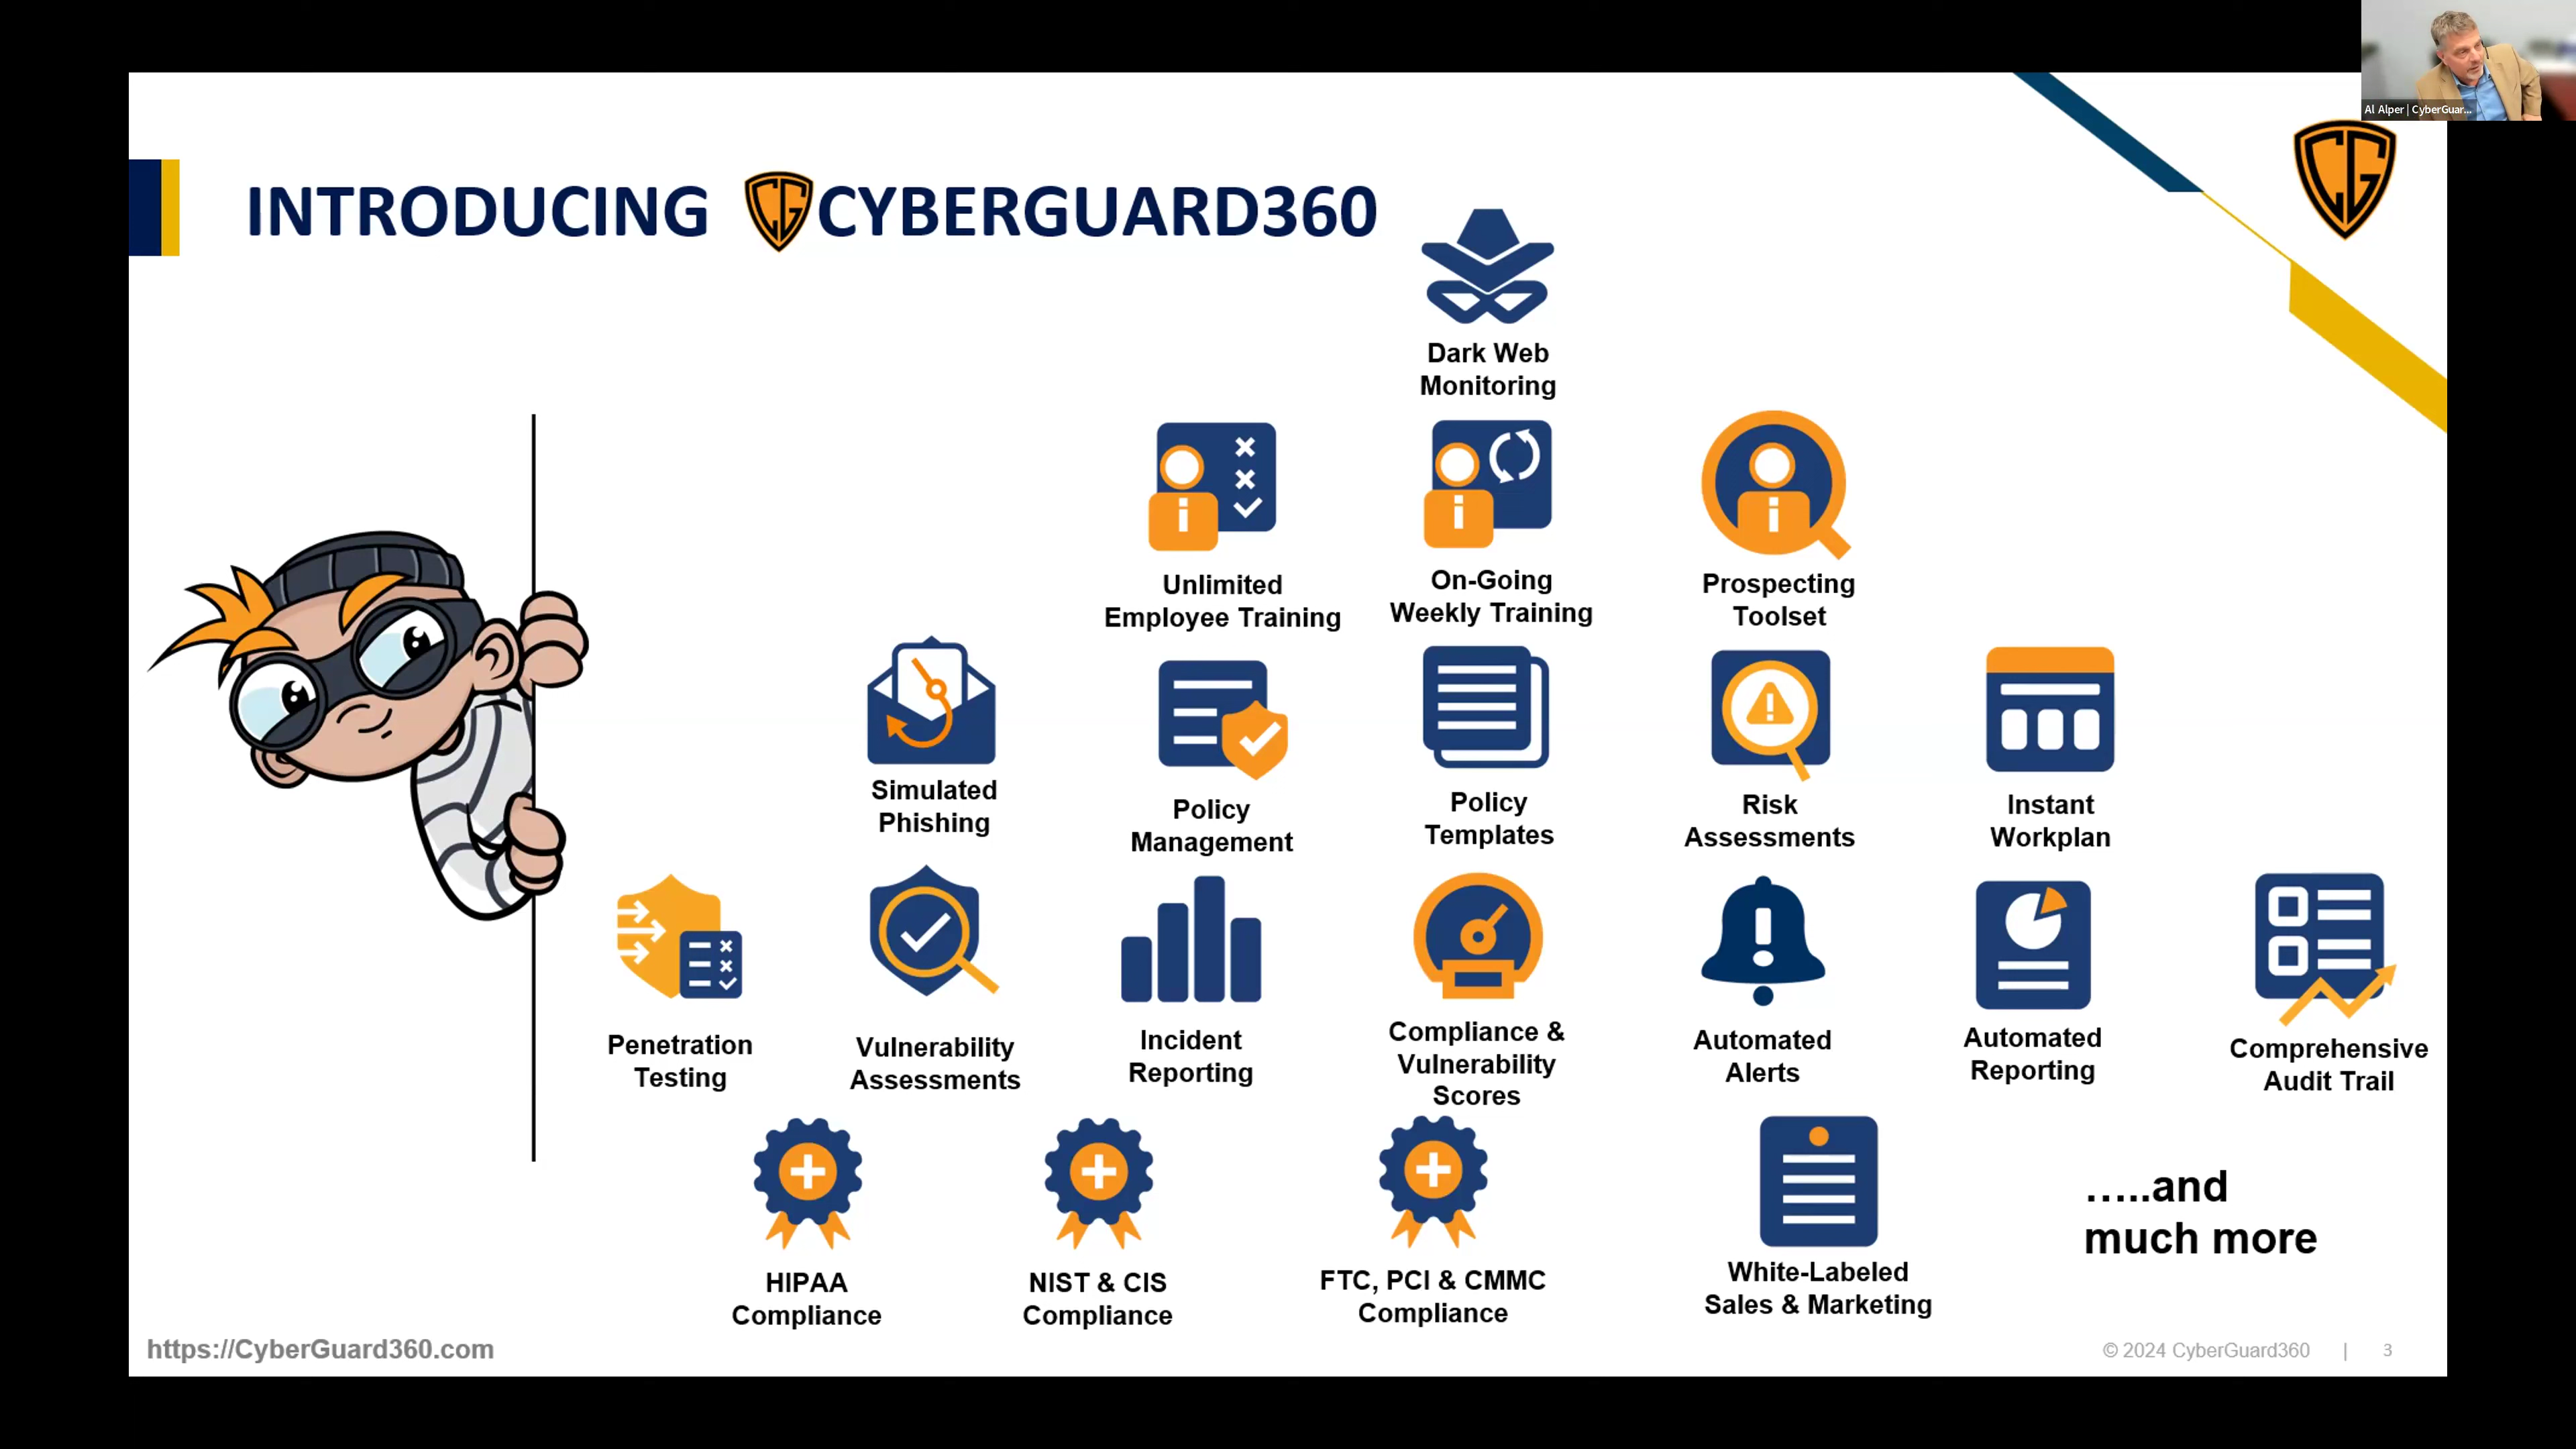 Al Alper | CyberGuar...
INTRODUCING CG CYBERGUARD360
CG
Dark Web
Monitoring
Unlimited
Employee Training
On-Going
Weekly Training
Prospecting
Toolset
Simulated
Phishing
Policy
Management
Policy
Templates
Risk
Assessments
Instant
Workplan
Penetration
Testing
Vulnerability
Assessments
Incident
Reporting
Compliance &
Vulnerability
Scores
Automated
Alerts
Automated
Reporting
Comprehensive
Audit Trail
HIPAA
Compliance
NIST & CIS
Compliance
FTC, PCI & CMMC
Compliance
White-Labeled
Sales & Marketing
…..and
much more
https://CyberGuard360.com
© 2024 CyberGuard360 | 3